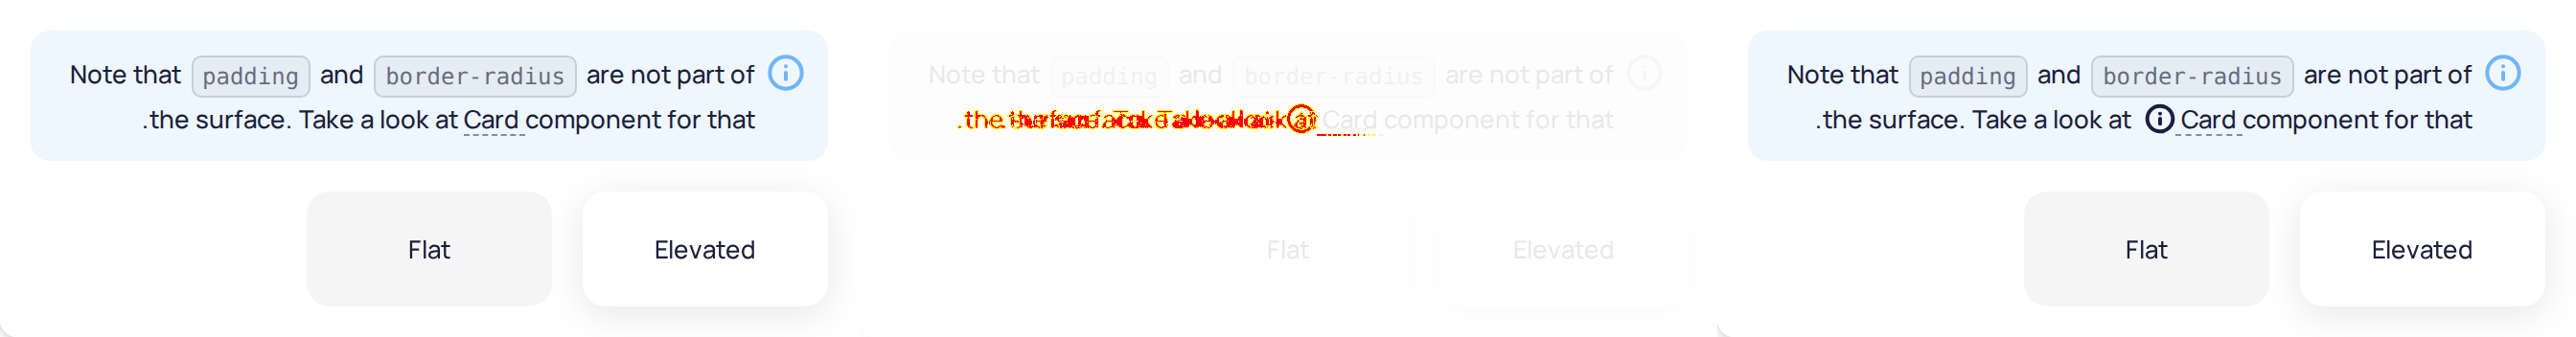 Note that padding and border-radius are not part of
.the surface. Take a look at Card component for that
Flat Elevated
Note that padding and border-radius are not part of
Card component for that
Flat Elevated
Note that padding and border-radius are not part of
.the surface. Take a look at Card component for that
Flat Elevated